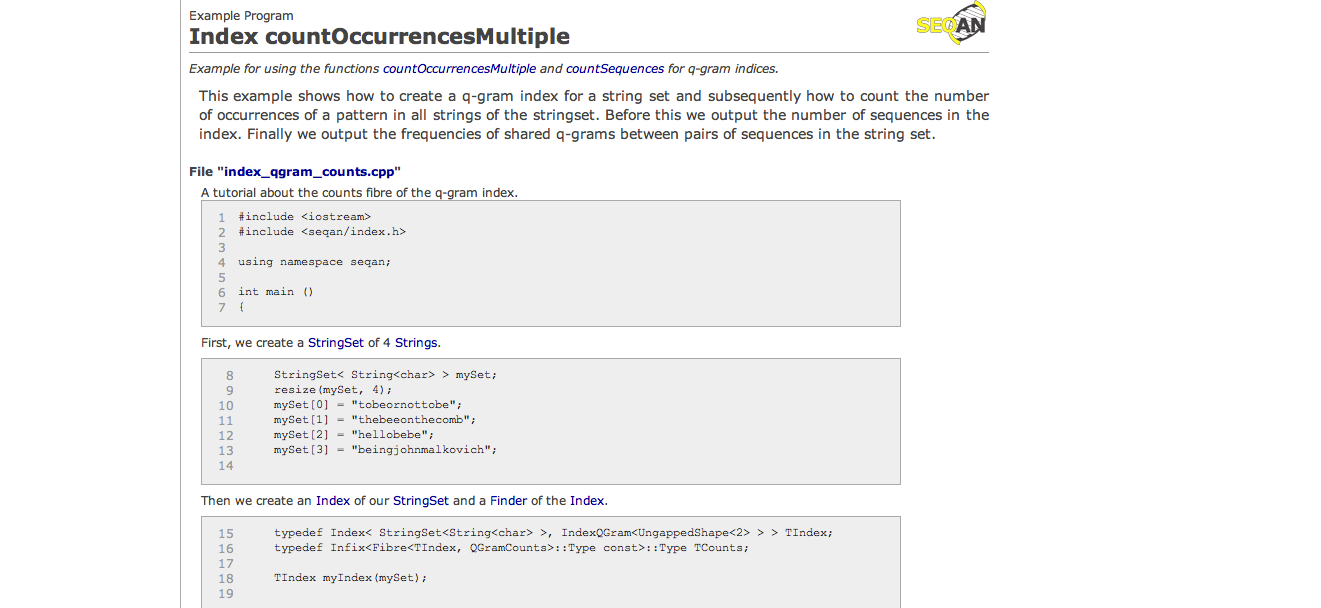 Example Program
SEQAN
Index countOccurrencesMultiple
Example for using the functions countOccurrencesMultiple and countSequences for q-gram indices.
This example shows how to create a q-gram index for a string set and subsequently how to count the number
of occurrences of a pattern in all strings of the stringset. Before this we output the number of sequences in the
index. Finally we output the frequencies of shared q-grams between pairs of sequences in the string set.
File "index_qgram_counts.cpp"
A tutorial about the counts fibre of the q-gram index.
1 #include <iostream>
2 #include <seqan/index.h>
3
4 using namespace seqan;
5
6 int main ()
7 {
First, we create a StringSet of 4 Strings.
8 StringSet< String<char> > mySet;
9 resize(mySet, 4);
10 mySet[0] = "tobeornottobe";
11 mySet[1] = "thebeeonthecomb";
12 mySet[2] = "hellobebe";
13 mySet[3] = "beingjohnmalkovich";
14
Then we create an Index of our StringSet and a Finder of the Index.
15 typedef Index< StringSet<String<char> >, IndexQGram<UngappedShape<2> > > TIndex;
16 typedef Infix<Fibre<TIndex, QGramCounts>::Type const>::Type TCounts;
17
18 TIndex myIndex(mySet);
19